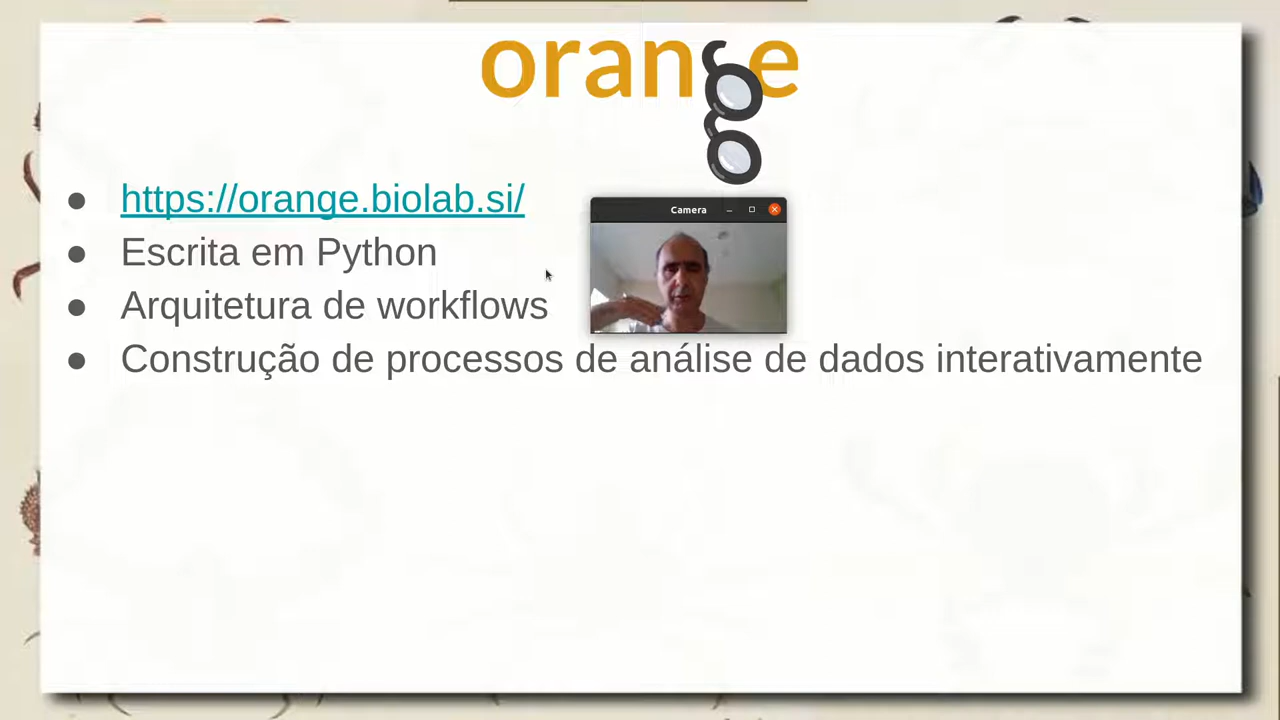 orange
https://orange.biolab.si/
Camera
Escrita em Python
Arquitetura de workflows
Construção de processos de análise de dados interativamente